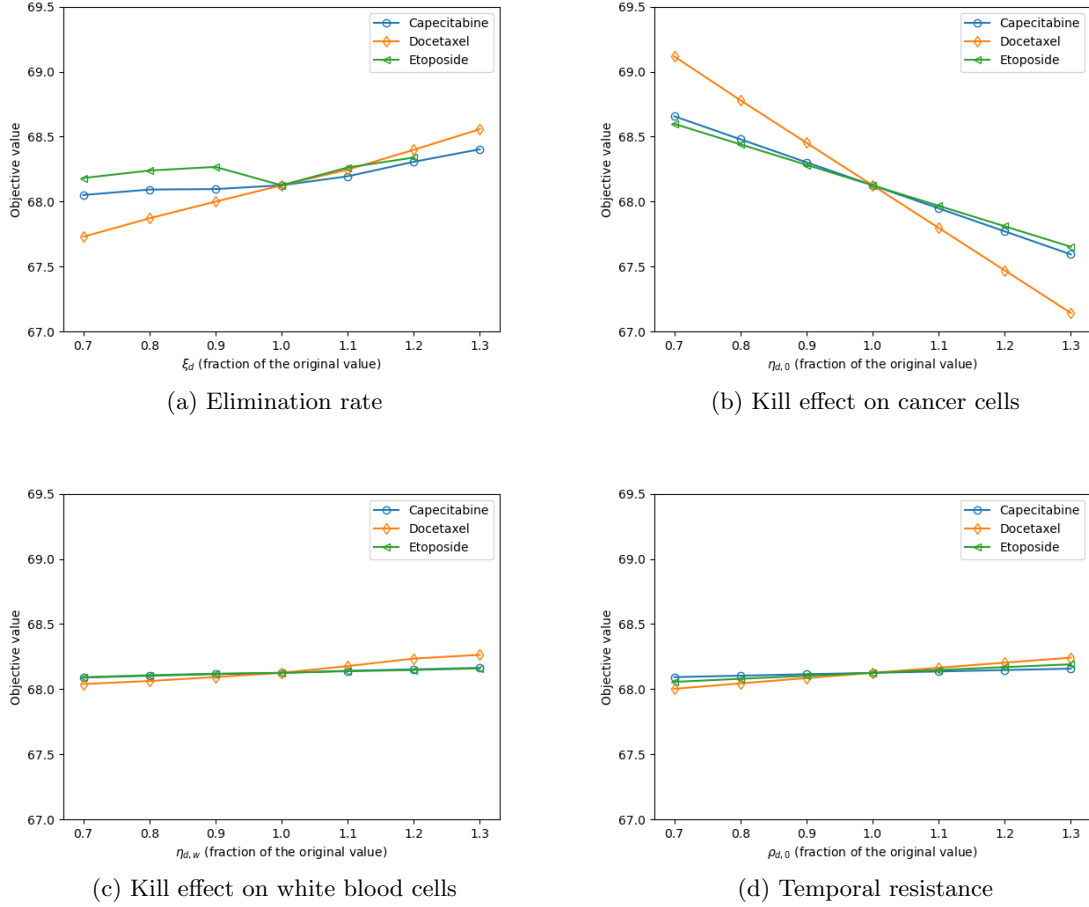 69.5
69.0
68.5
68.0
67.5
67.0
Objective value
Capecitabine
Docetaxel
Etoposide
0.7 0.8 0.9 1.0 1.1 1.2 1.3
ξ_d (fraction of the original value)
(a) Elimination rate
69.5
69.0
68.5
68.0
67.5
67.0
Objective value
Capecitabine
Docetaxel
Etoposide
0.7 0.8 0.9 1.0 1.1 1.2 1.3
η_{d,0} (fraction of the original value)
(b) Kill effect on cancer cells
69.5
69.0
68.5
68.0
67.5
67.0
Objective value
Capecitabine
Docetaxel
Etoposide
0.7 0.8 0.9 1.0 1.1 1.2 1.3
η_{d,w} (fraction of the original value)
(c) Kill effect on white blood cells
69.5
69.0
68.5
68.0
67.5
67.0
Objective value
Capecitabine
Docetaxel
Etoposide
0.7 0.8 0.9 1.0 1.1 1.2 1.3
ρ_{d,0} (fraction of the original value)
(d) Temporal resistance